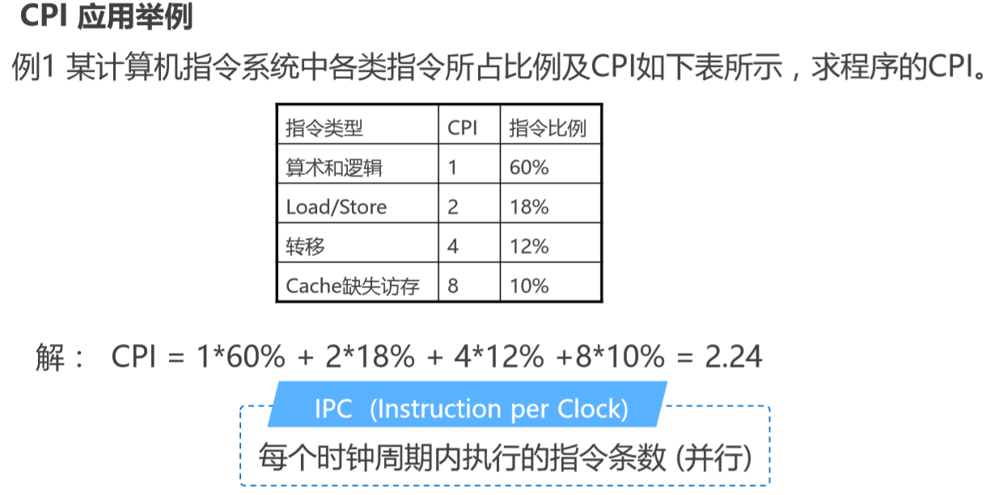 CPI 应用举例
例1 某计算机指令系统中各类指令所占比例及CPI如下表所示，求程序的CPI。
指令类型 CPI 指令比例
算术和逻辑 1 60%
Load/Store 2 18%
转移 4 12%
Cache缺失访存 8 10%
解： CPI = 1*60% + 2*18% + 4*12% +8*10% = 2.24
IPC (Instruction per Clock)
每个时钟周期内执行的指令条数 (并行)